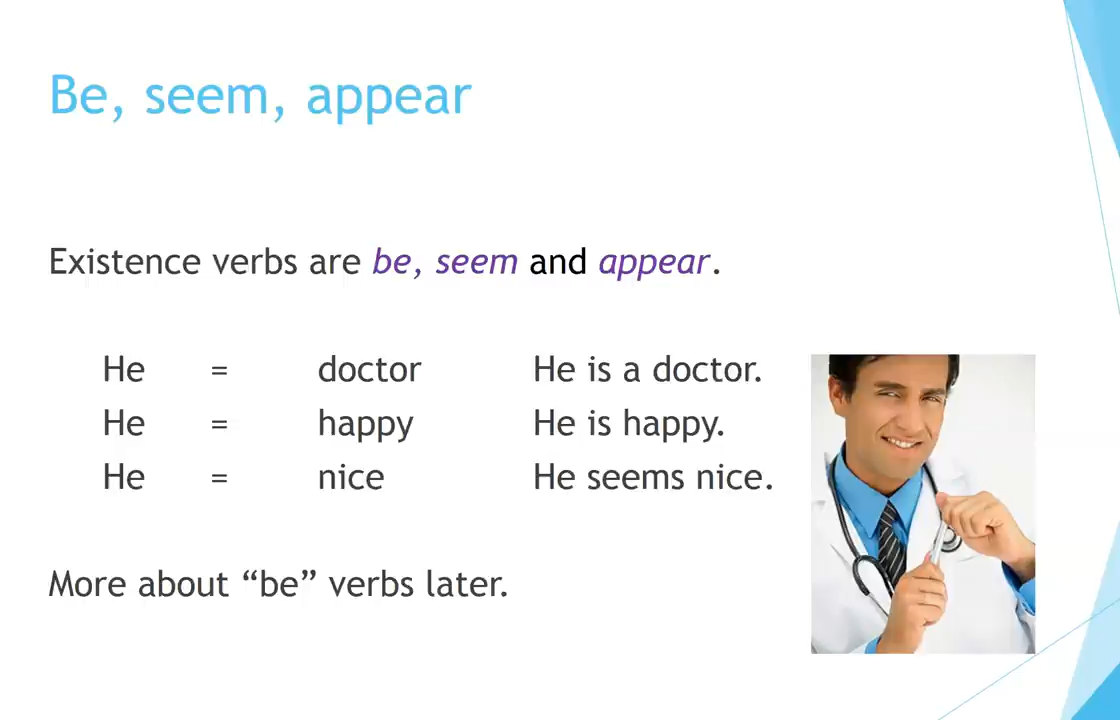 Be, seem, appear
Existence verbs are be, seem and appear.
He = doctor He is a doctor.
He = happy He is happy.
He = nice He seems nice.
More about “be” verbs later.